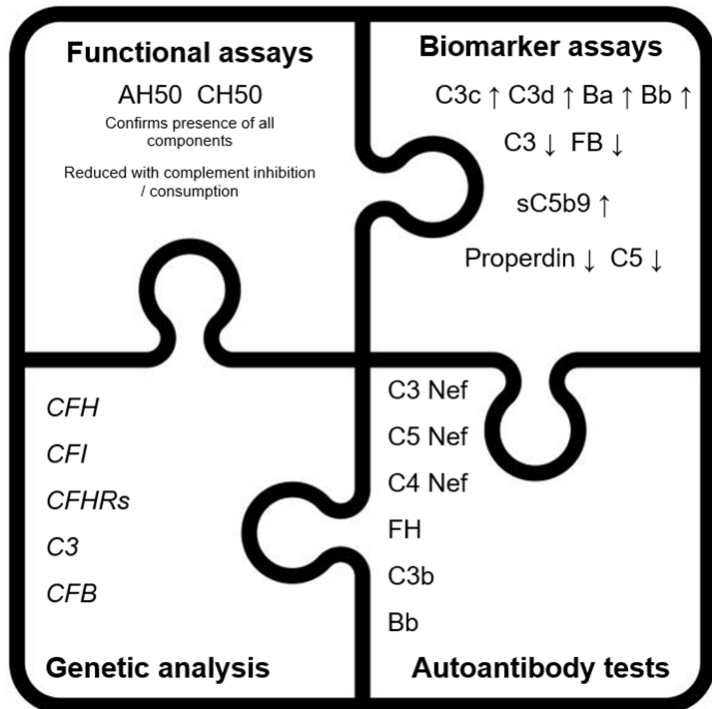 Functional assays
AH50 CH50
Confirms presence of all
components
Reduced with complement inhibition
/ consumption
Biomarker assays
C3c ↑ C3d ↑ Ba ↑ Bb ↑
C3 ↓ FB ↓
sC5b9 ↑
Properdin ↓ C5 ↓
CFH
CFI
CFHRs
C3
CFB
Genetic analysis
C3 Nef
C5 Nef
C4 Nef
FH
C3b
Bb
Autoantibody tests